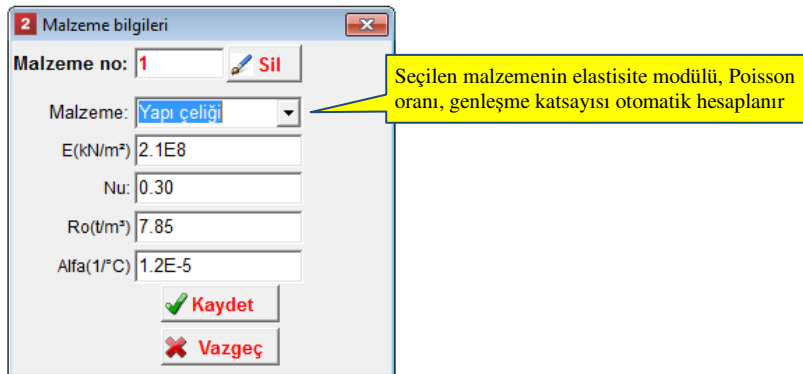 2 Malzeme bilgileri
Malzeme no: 1 Sil
Seçilen malzemenin elastisite modülü, Poisson
oranı, genleşme katsayısı otomatik hesaplanır
Malzeme: Yapı çeliği
E(kN/m²) 2.1E8
Nu: 0.30
Ro(t/m³) 7.85
Alfa(1/°C) 1.2E-5
Kaydet
Vazgeç